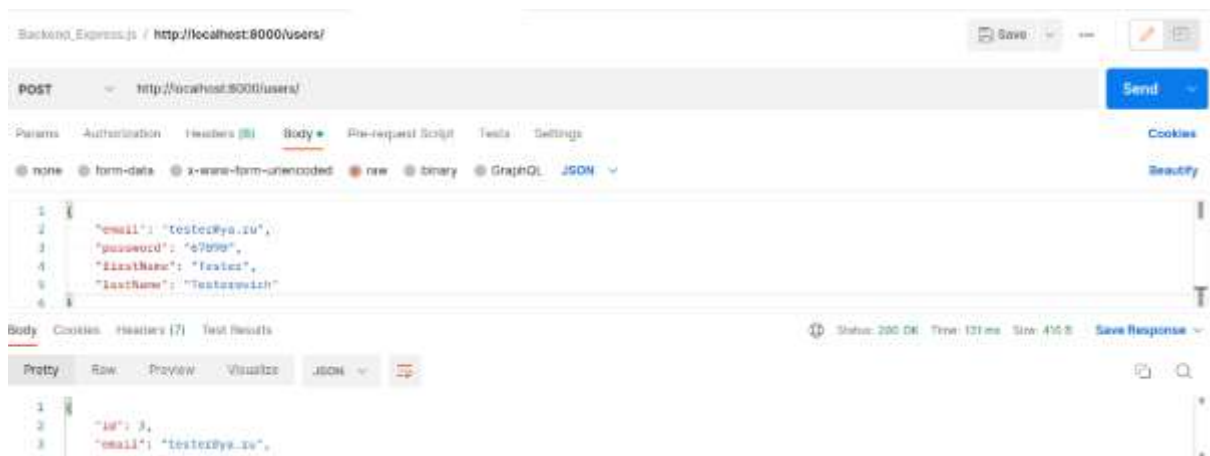 Backend_Express.js / http://localhost:8000/users/
Save
POST http://localhost:8000/users/ Send
Params Authorization Headers (8) Body Pre-request Script Tests Settings Cookies
none form-data x-www-form-urlencoded raw binary GraphQL JSON Beautify
1 {
2 "email": "tester@ya.ru",
3 "password": "67890",
4 "firstName": "Tester",
5 "lastName": "Testerovich"
6 }
Body Cookies Headers (7) Test Results Status: 200 OK Time: 131 ms Size: 416 B Save Response
Pretty Raw Preview Visualize JSON
1 {
2 "id": 3,
3 "email": "tester@ya.ru",